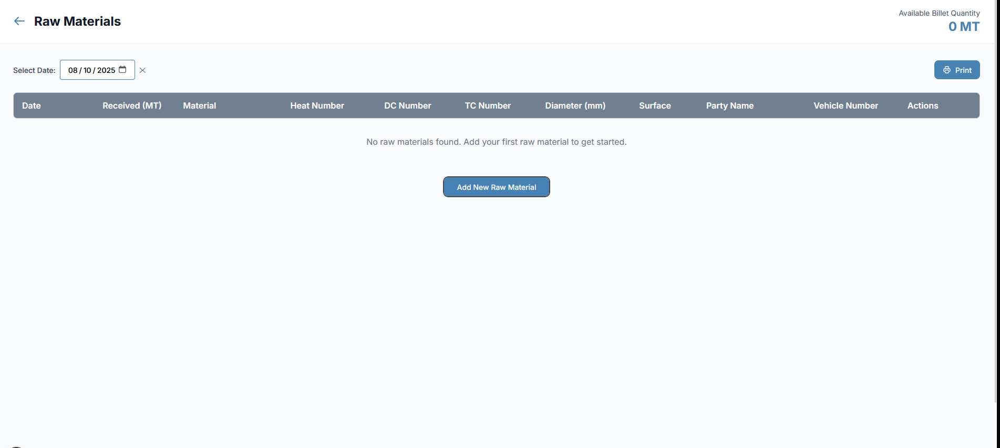 Raw Materials
Available Billet Quantity
0 MT
Select Date: 08/10/2025
Print
Date Received (MT) Material Heat Number DC Number TC Number Diameter (mm) Surface Party Name Vehicle Number Actions
No raw materials found. Add your first raw material to get started.
Add New Raw Material